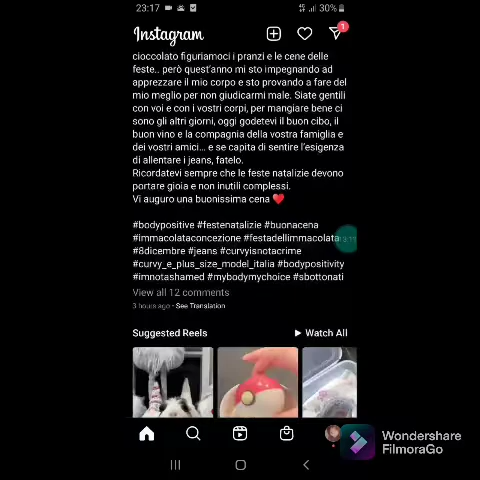 23:17
30%
Instagram
1
cioccolato figuriamoci i pranzi e le cene delle
feste.. però quest'anno mi sto impegnando ad
apprezzare il mio corpo e sto provando a fare del
mio meglio per non giudicarmi male. Siate gentili
con voi e con i vostri corpi, per mangiare bene ci
sono gli altri giorni, oggi godetevi il buon cibo, il
buon vino e la compagnia della vostra famiglia e
dei vostri amici... e se capita di sentire l'esigenza
di allentare i jeans, fatelo.
Ricordatevi sempre che le feste natalizie devono
portare gioia e non inutili complessi.
Vi auguro una buonissima cena ❤️
#bodypositive #festenatalizie #buonacena
#immacolataconcezione #festadellimmacolata
#8dicembre #jeans #curvyisnotacrime
#curvy_e_plus_size_model_italia #bodypositivity
#imnotashamed #mybodymychoice #sbottonati
View all 12 comments
3 hours ago · See Translation
Suggested Reels
Watch All
Wondershare
FilmoraGo